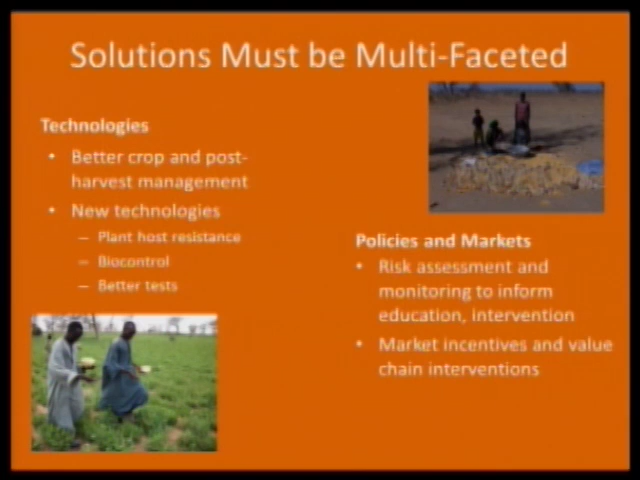 Solutions Must be Multi-Faceted
Technologies
• Better crop and post-
harvest management
• New technologies
– Plant host resistance
– Biocontrol
– Better tests
Policies and Markets
• Risk assessment and
monitoring to inform
education, intervention
• Market incentives and value
chain interventions